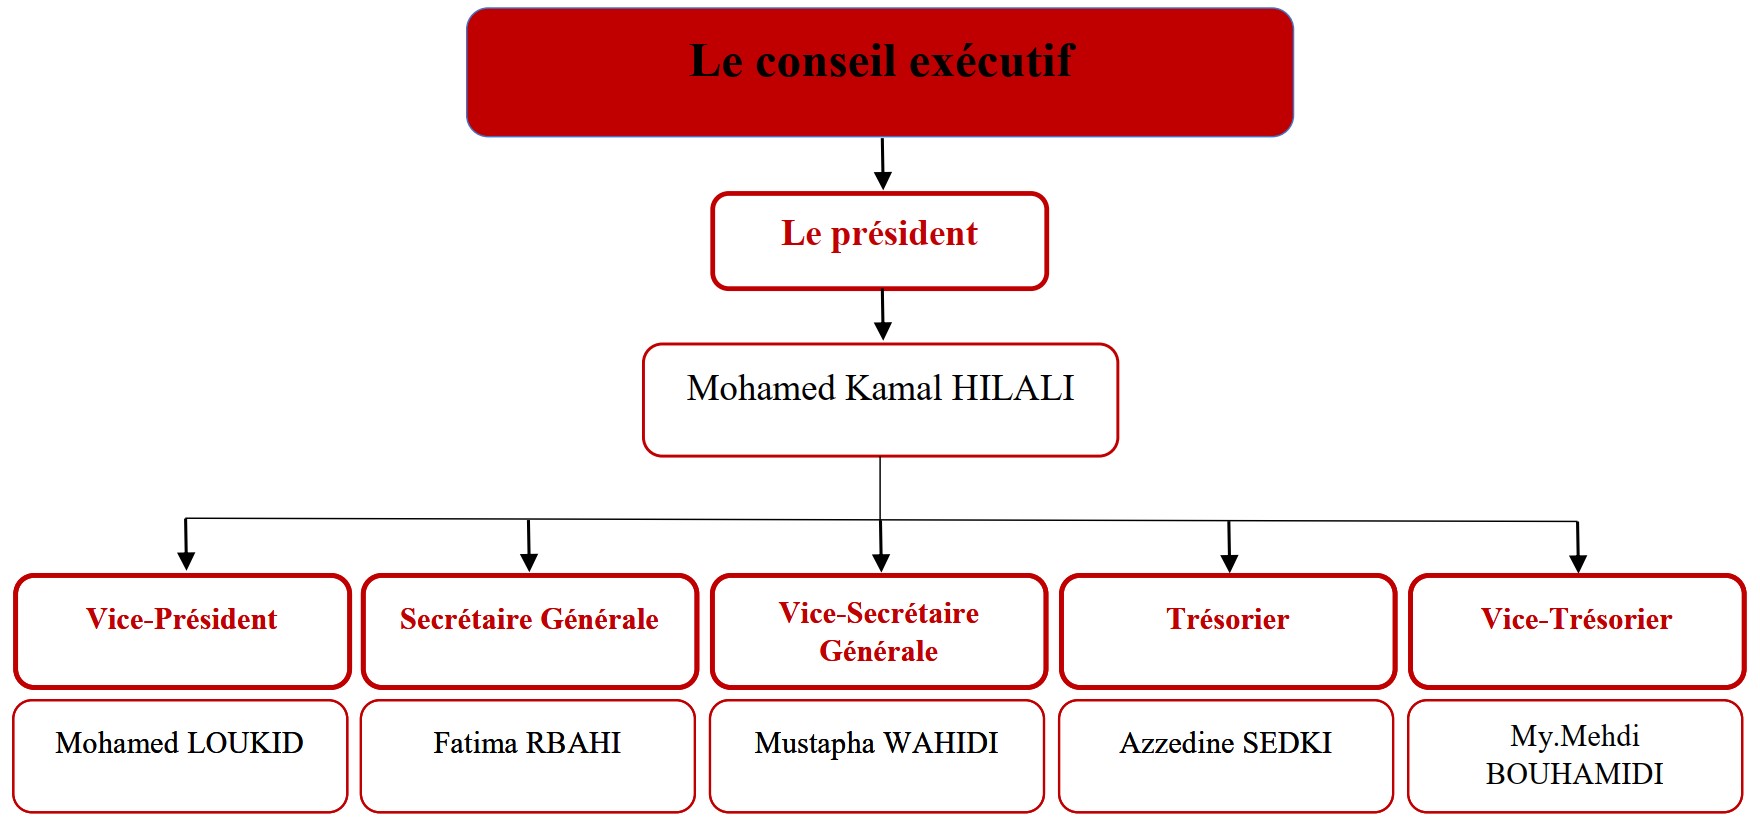 Le conseil exécutif
Le président
Mohamed Kamal HILALI
Vice-Président
Secrétaire Générale
Vice-Secrétaire
Générale
Trésorier
Vice-Trésorier
Mohamed LOUKID
Fatima RBAHI
Mustapha WAHIDI
Azzedine SEDKI
My.Mehdi
BOUHAMIDI